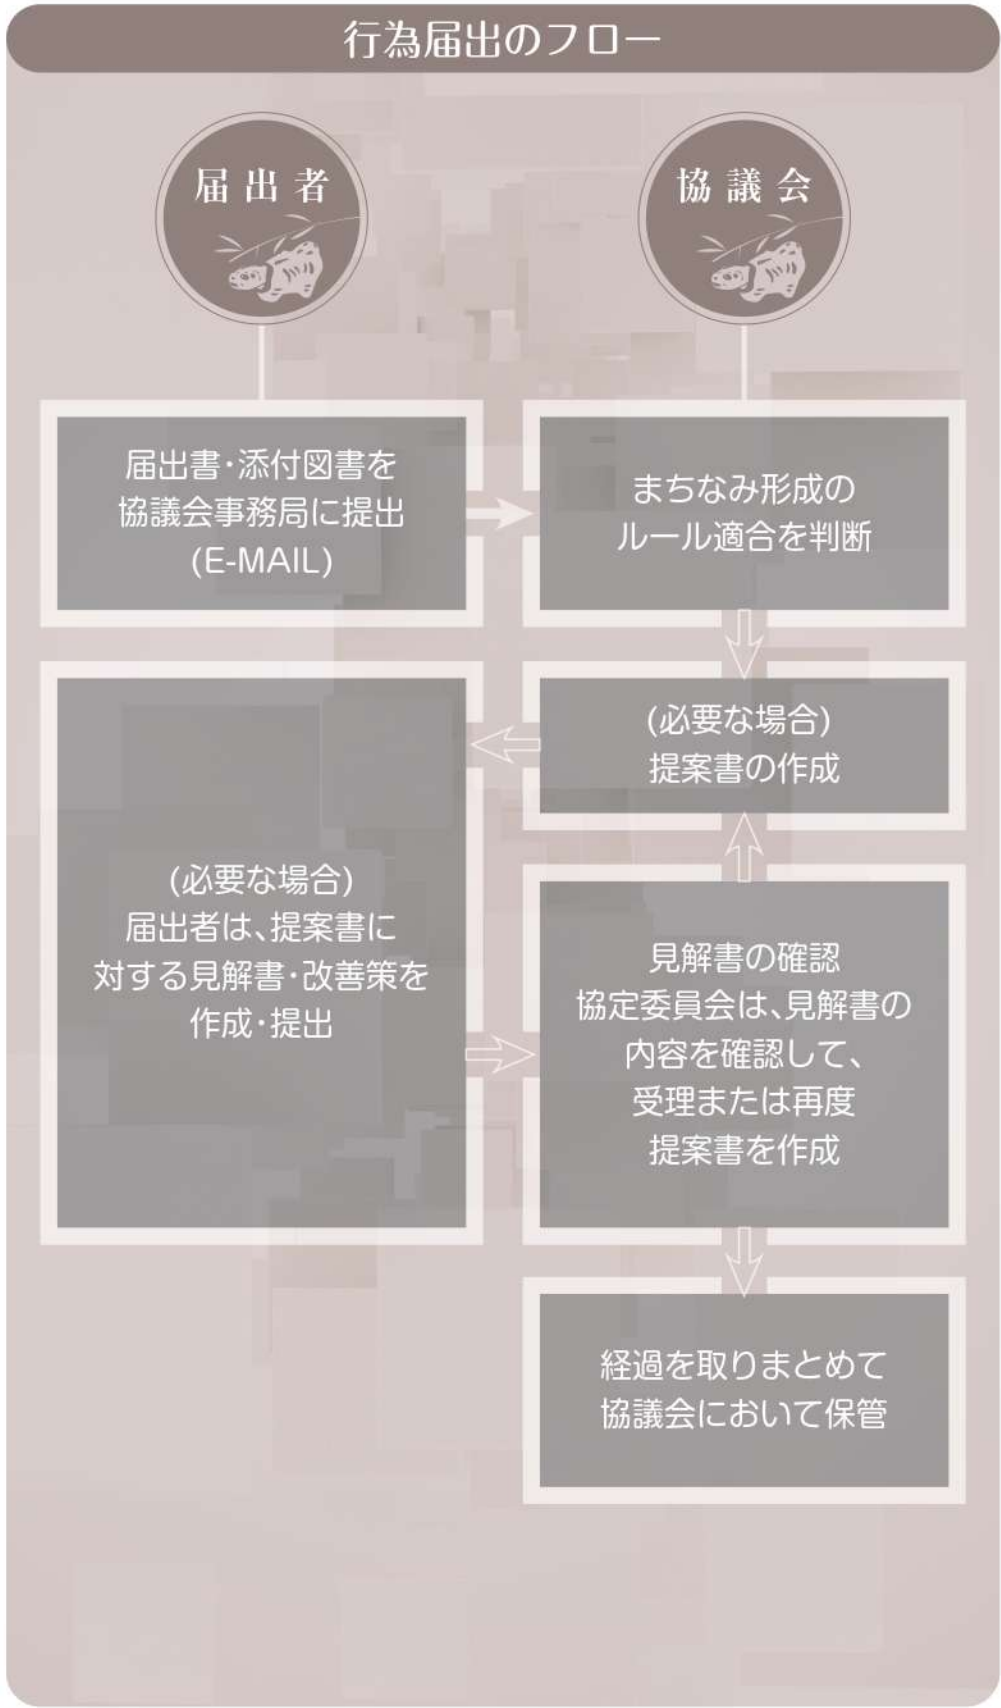 行為届出のフロー
届出者
協議会
届出書・添付図書を
協議会事務局に提出
(E-MAIL)
まちなみ形成の
ルール適合を判断
(必要な場合)
提案書の作成
(必要な場合)
届出者は、提案書に
対する見解書・改善策を
作成・提出
見解書の確認
協定委員会は、見解書の
内容を確認して、
受理または再度
提案書を作成
経過を取りまとめて
協議会において保管